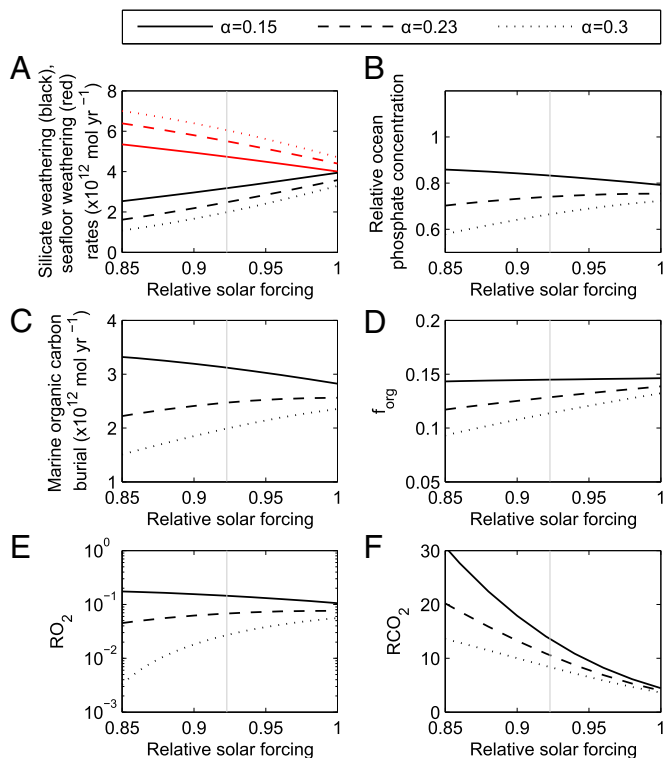 α=0.15 α=0.23 α=0.3
A
Silicate weathering (black),
seafloor weathering (red)
rates (x10¹² mol yr ⁻¹)
8
6
4
2
0
0.85 0.9 0.95 1
Relative solar forcing
B
Relative ocean
phosphate concentration
1
0.8
0.6
0.85 0.9 0.95 1
Relative solar forcing
C
Marine organic carbon
burial (x10¹² mol yr ⁻¹)
4
3
2
1
0.85 0.9 0.95 1
Relative solar forcing
D
f_org
0.2
0.15
0.1
0.05
0.85 0.9 0.95 1
Relative solar forcing
E
RO₂
10⁰
10⁻¹
10⁻²
10⁻³
0.85 0.9 0.95 1
Relative solar forcing
F
RCO₂
30
20
10
0
0.85 0.9 0.95 1
Relative solar forcing